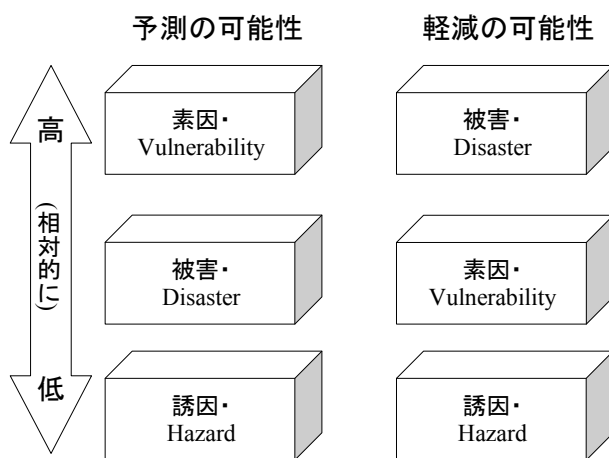 予測の可能性
軽減の可能性
高
(相対的に)
低
素因・
Vulnerability
被害・
Disaster
被害・
Disaster
素因・
Vulnerability
誘因・
Hazard
誘因・
Hazard